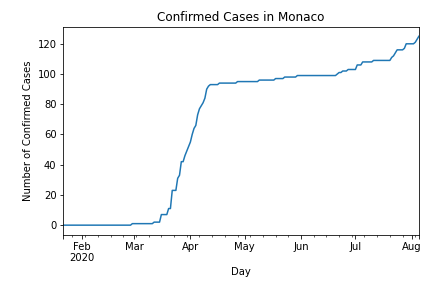 Confirmed Cases in Monaco
Number of Confirmed Cases
120
100
80
60
40
20
0
Feb Mar Apr May Jun Jul Aug
2020
Day